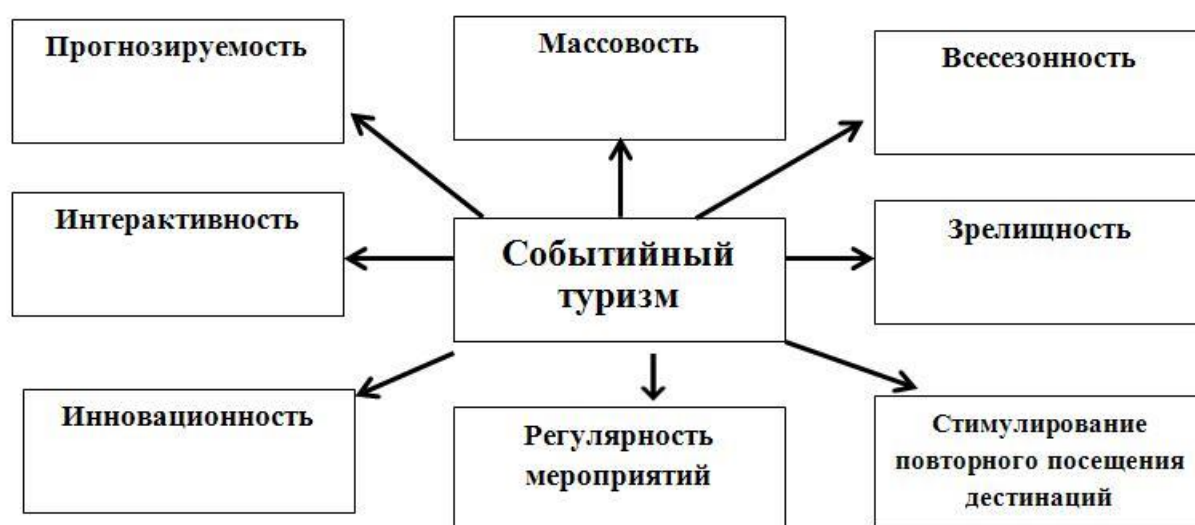 Прогнозируемость
Массовость
Всесезонность
Интерактивность
Событийный
туризм
Зрелищность
Инновационность
Регулярность
мероприятий
Стимулирование
повторного посещения
дестинаций